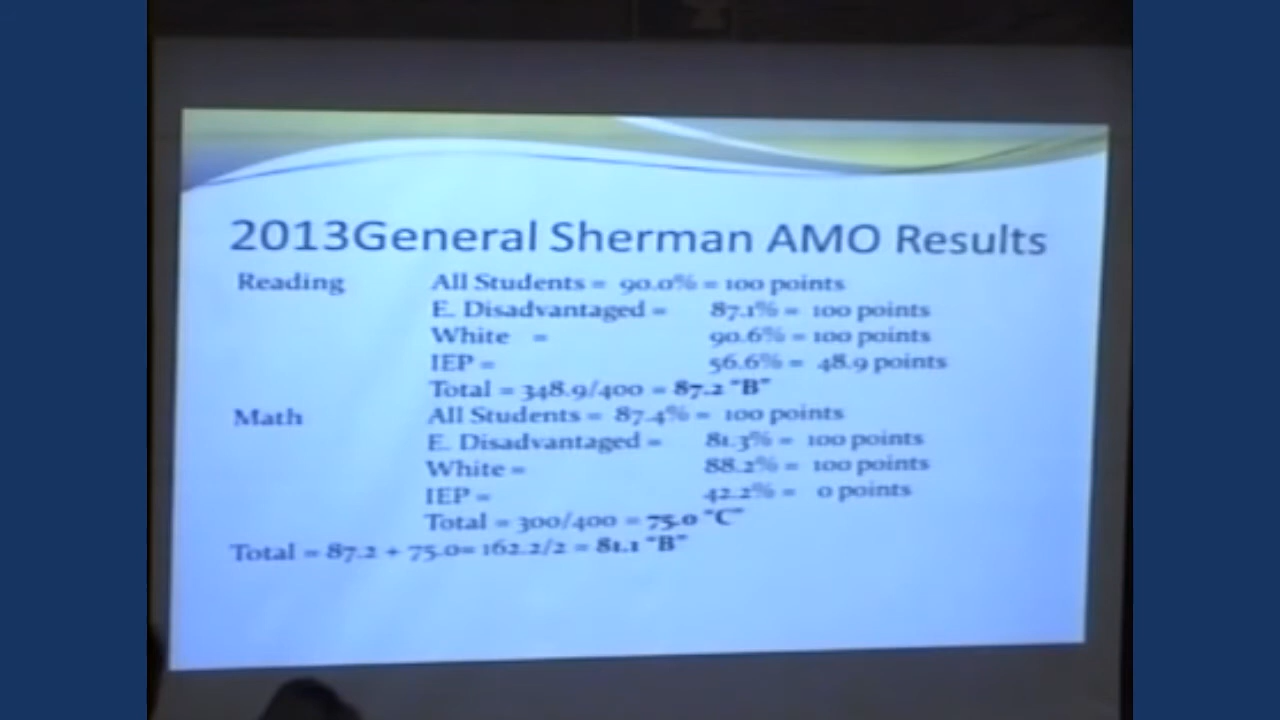 2013General Sherman AMO Results
Reading All Students = 90.0% = 100 points
E. Disadvantaged = 87.1% = 100 points
White = 90.6% = 100 points
IEP = 56.6% = 48.9 points
Total = 348.9/400 = 87.2 "B"
Math All Students = 87.4% = 100 points
E. Disadvantaged = 81.3% = 100 points
White = 88.2% = 100 points
IEP = 42.2% = 0 points
Total = 300/400 = 75.0 "C"
Total = 87.2 + 75.0= 162.2/2 = 81.1 "B"